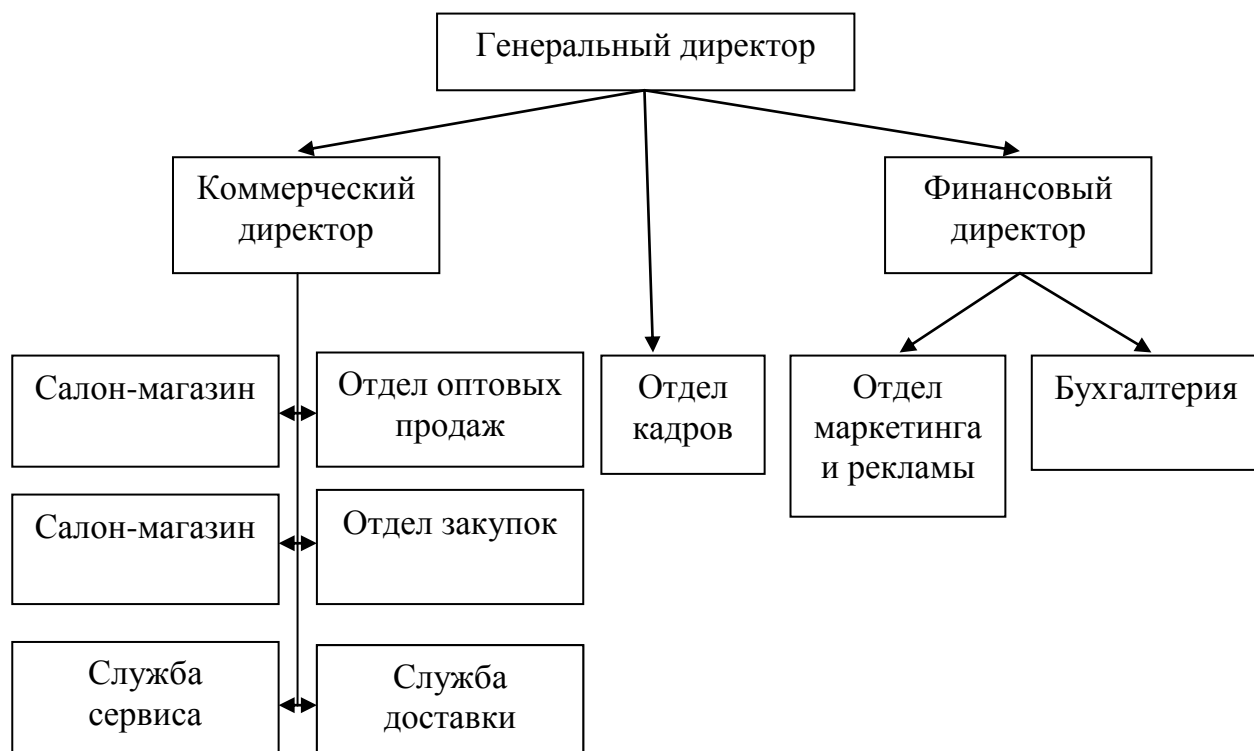 Генеральный директор
Коммерческий
директор
Финансовый
директор
Салон-магазин
Отдел оптовых
продаж
Отдел
кадров
Отдел
маркетинга
и рекламы
Бухгалтерия
Салон-магазин
Отдел закупок
Служба
сервиса
Служба
доставки